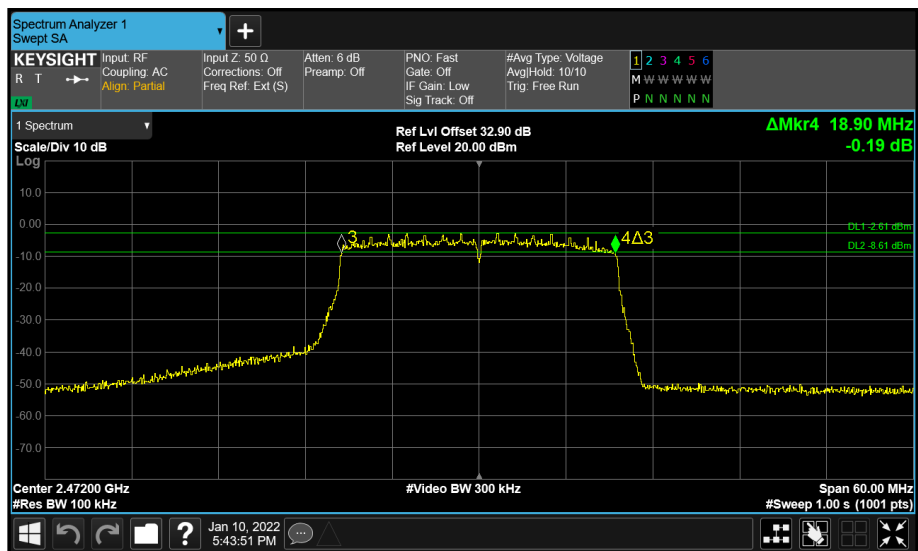 Spectrum Analyzer 1
Swept SA
+
KEYSIGHT
R T
LXI
Input: RF
Coupling: AC
Align: Partial
Input Z: 50 Ω
Corrections: Off
Freq Ref: Ext (S)
Atten: 6 dB
Preamp: Off
PNO: Fast
Gate: Off
IF Gain: Low
Sig Track: Off
#Avg Type: Voltage
Avg|Hold: 10/10
Trig: Free Run
1 2 3 4 5 6
M W W W W W
P N N N N N
1 Spectrum
Scale/Div 10 dB
Ref Lvl Offset 32.90 dB
Ref Level 20.00 dBm
ΔMkr4 18.90 MHz
-0.19 dB
Log
10.0
0.00
-10.0
-20.0
-30.0
-40.0
-50.0
-60.0
-70.0
3
4Δ3
DL1 -2.61 dBm
DL2 -8.61 dBm
Center 2.47200 GHz
#Res BW 100 kHz
#Video BW 300 kHz
Span 60.00 MHz
#Sweep 1.00 s (1001 pts)
?
Jan 10, 2022
5:43:51 PM